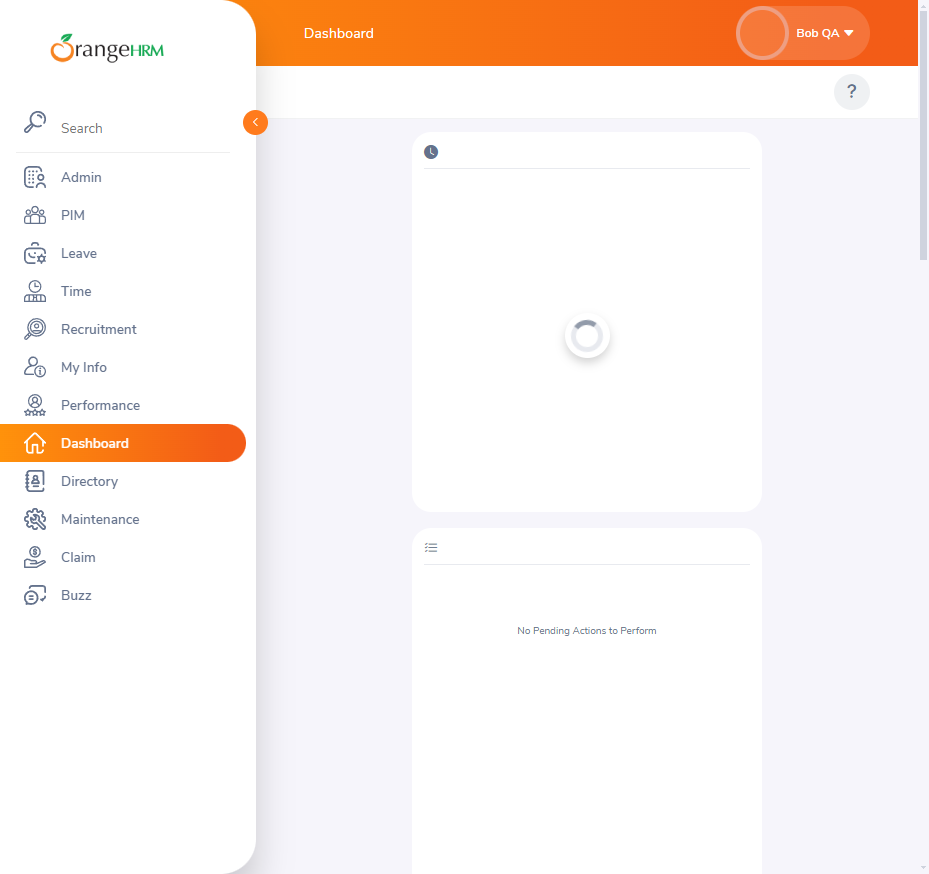 OrangeHRM
Dashboard
Bob QA
?
Search
Admin
PIM
Leave
Time
Recruitment
My Info
Performance
Dashboard
Directory
Maintenance
Claim
Buzz
No Pending Actions to Perform